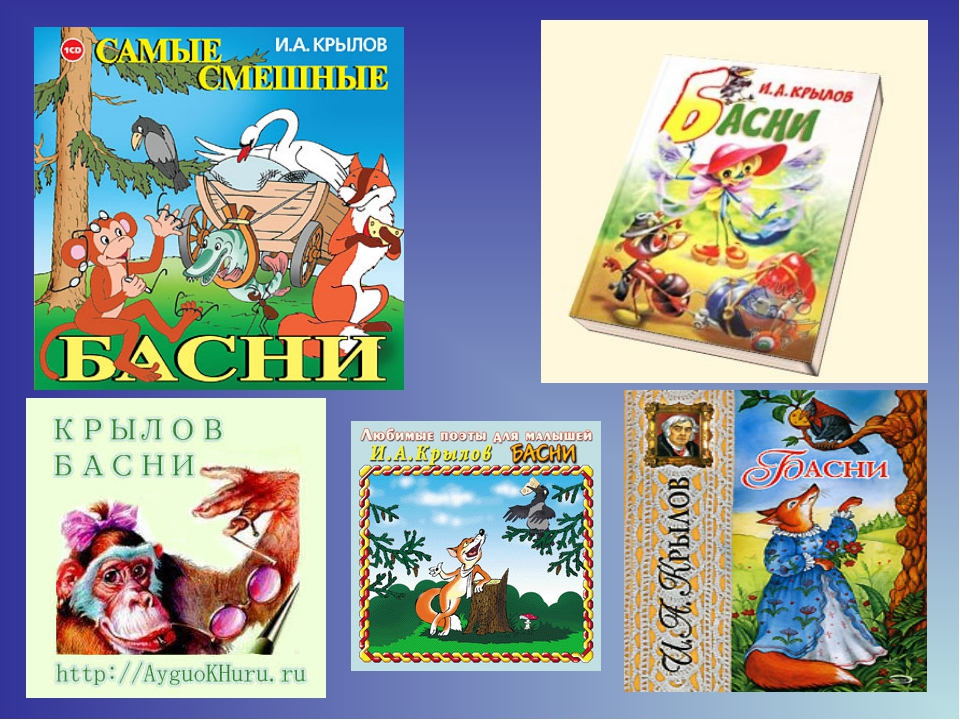 1CD
И.А. КРЫЛОВ
САМЫЕ
СМЕШНЫЕ
БАСНИ
И.А.КРЫЛОВ
БАСНИ
КРЫЛОВ
БАСНИ
http://AyguoKHuru.ru
Любимые поэты для малышей
И.А.Крылов БАСНИ
И.А. Крылов
БАСНИ